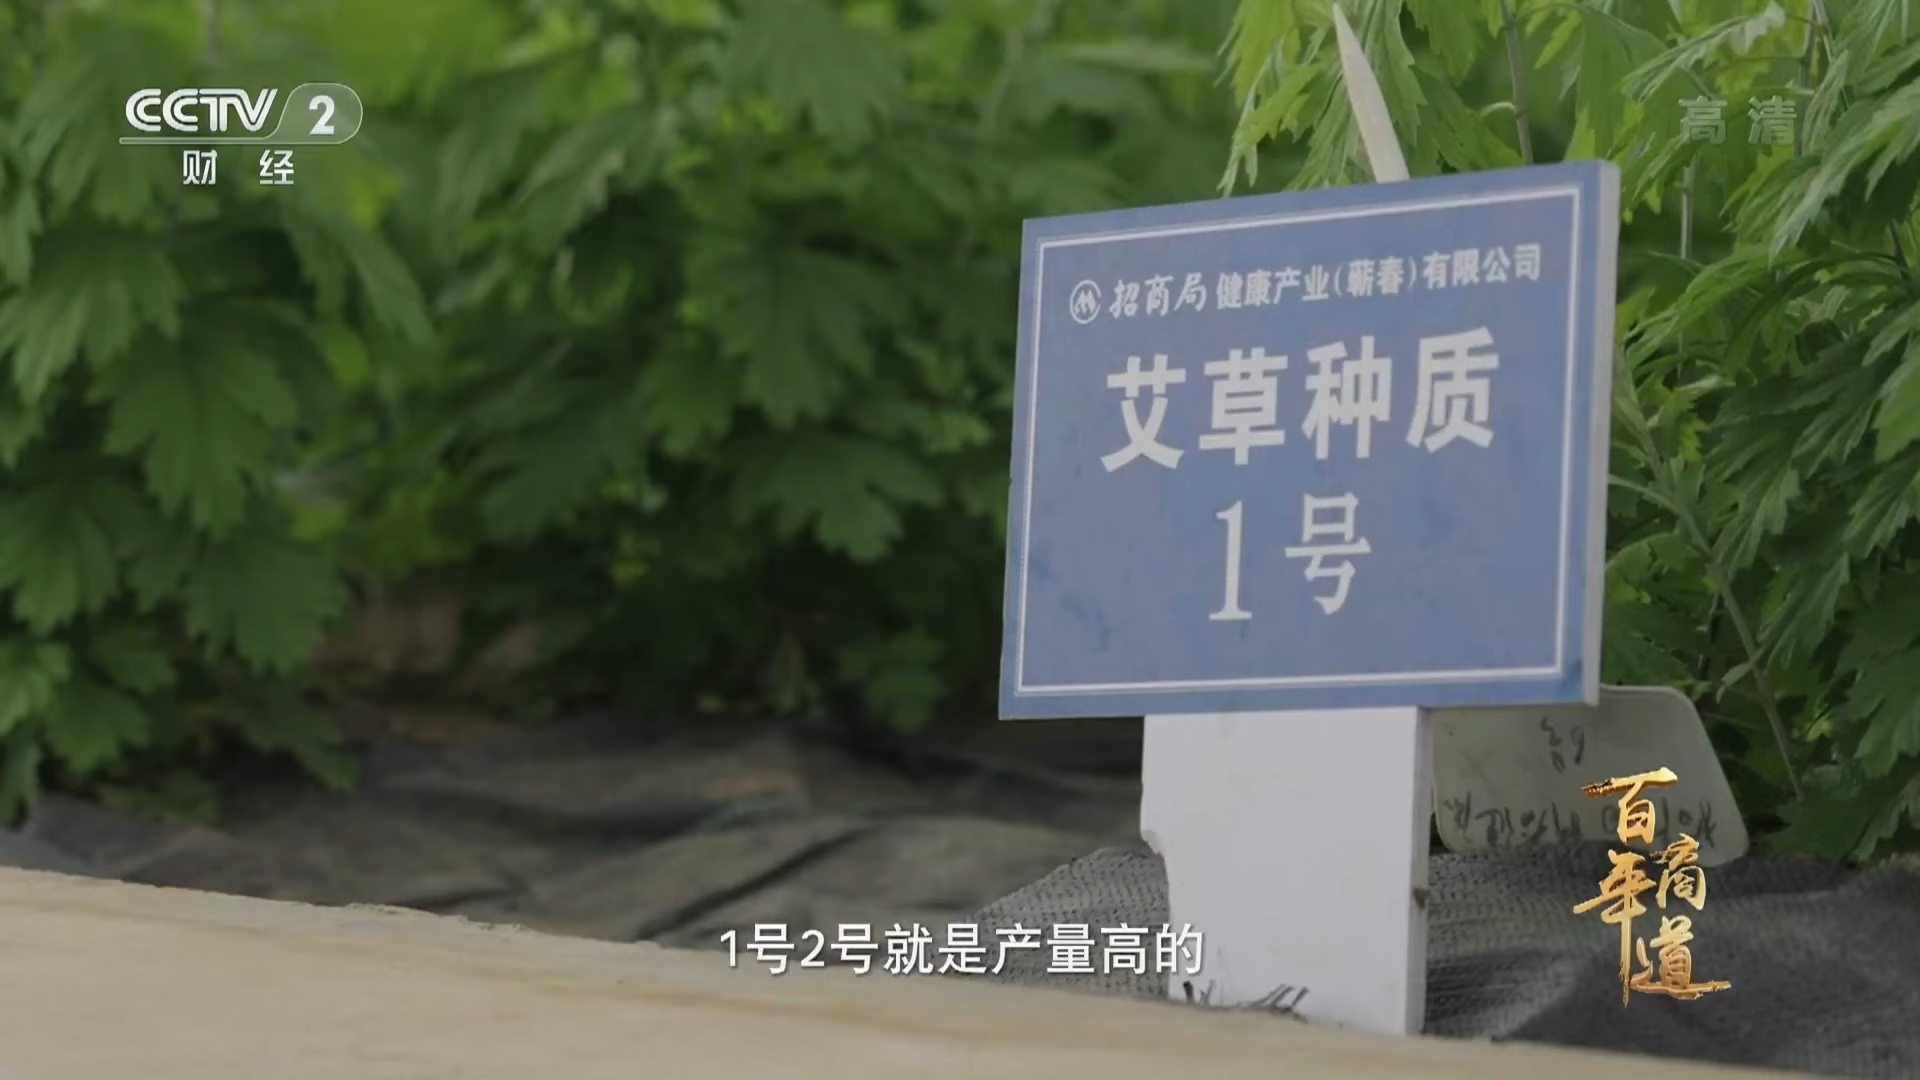 CCTV 2
财 经
高 清
招商局 健康产业(蕲春)有限公司
艾草种质
1号
百年商道
1号2号就是产量高的